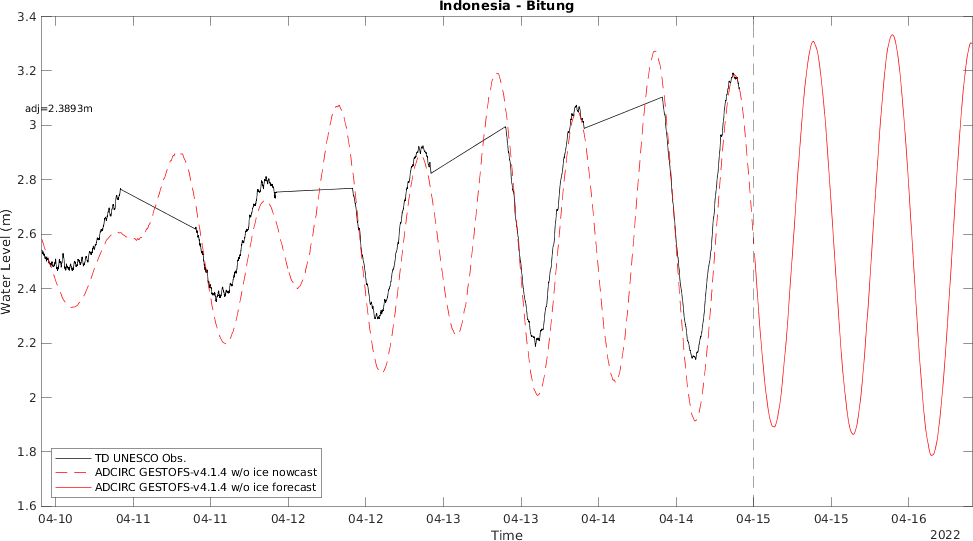 Indonesia - Bitung
3.4
3.2
adj=2.3893m
3
2.8
2.6
2.4
2.2
2
1.8
1.6
Water Level (m)
TD UNESCO Obs.
ADCIRC GESTOFS-v4.1.4 w/o ice nowcast
ADCIRC GESTOFS-v4.1.4 w/o ice forecast
04-10 04-11 04-11 04-12 04-12 04-13 04-13 04-14 04-14 04-15 04-15 04-16
Time
2022